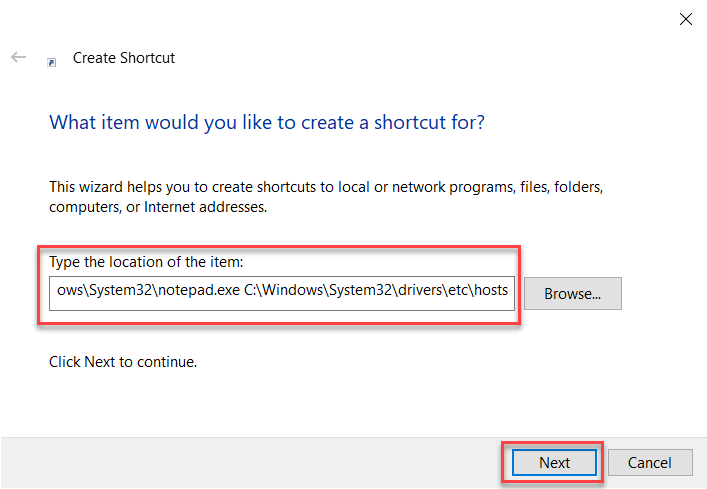 Create Shortcut
What item would you like to create a shortcut for?
This wizard helps you to create shortcuts to local or network programs, files, folders,
computers, or Internet addresses.
Type the location of the item:
ows\System32\notepad.exe C:\Windows\System32\drivers\etc\hosts
Browse...
Click Next to continue.
Next
Cancel